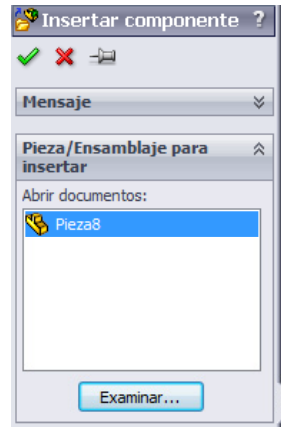 Insertar componente ?
Mensaje
Pieza/Ensamblaje para
insertar
Abrir documentos:
Pieza8
Examinar...